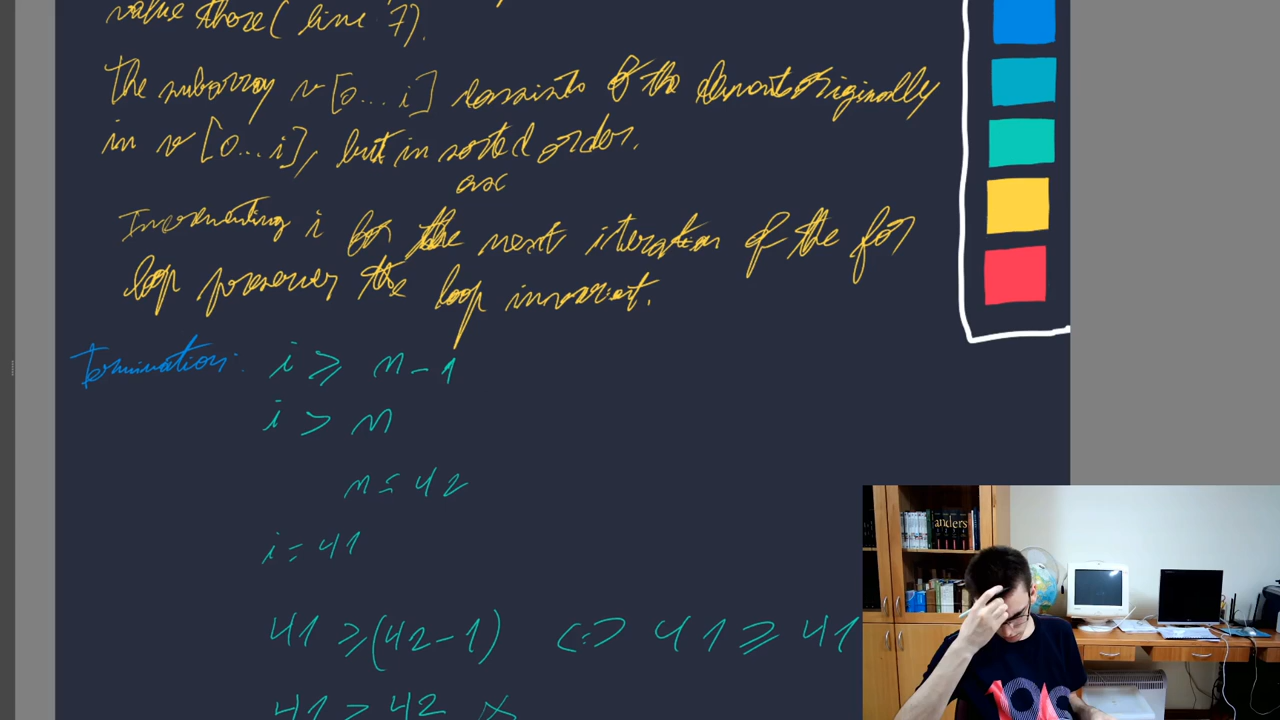 value those (line 7).
the subarray v[0...i] consists of the elements originally
in v[0...i], but in sorted order.
asc
Incrementing i for the next iteration of the for
loop preserves the loop invariant.
Termination: i ⩾ n-1
i > n
n = 42
i = 41
41 ⩾ (42-1) <=> 41 ⩾ 41
41 > 42 x
anders